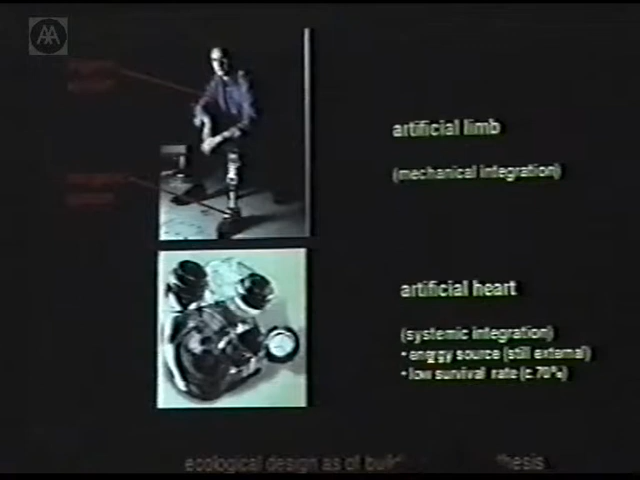 AA
artificial limb
(mechanical integration)
artificial heart
(systemic integration)
• energy source (still external)
• low survival rate (c.70%)
ecological design as of